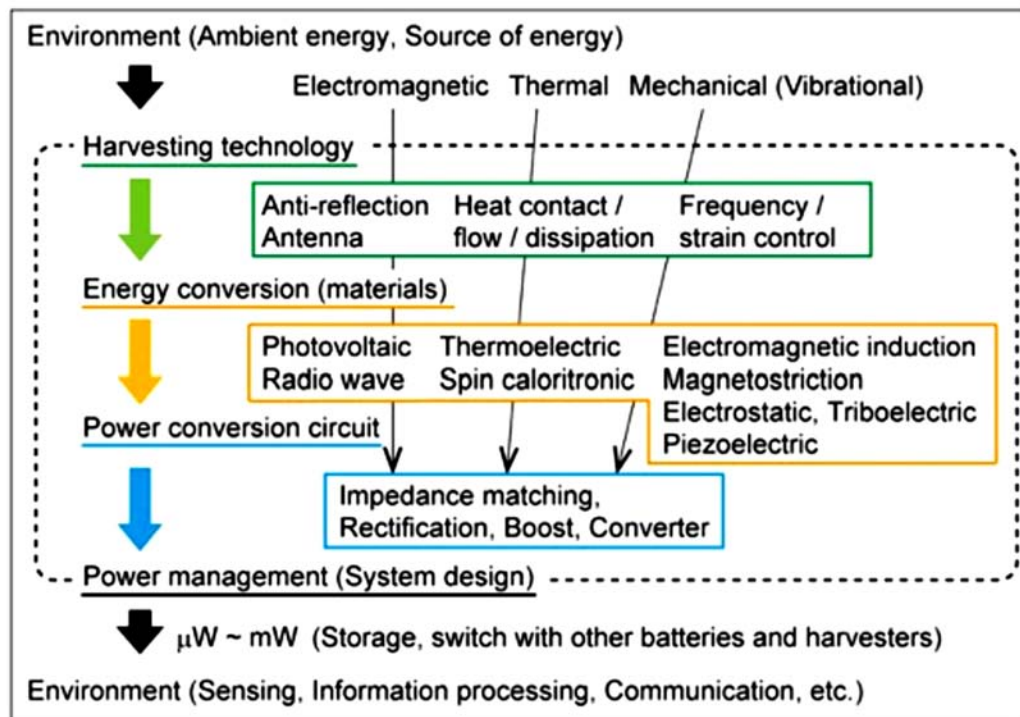 Environment (Ambient energy, Source of energy)
Electromagnetic Thermal Mechanical (Vibrational)
Harvesting technology
Anti-reflection Heat contact / Frequency /
Antenna flow / dissipation strain control
Energy conversion (materials)
Photovoltaic Thermoelectric Electromagnetic induction
Radio wave Spin caloritronic Magnetostriction
Electrostatic, Triboelectric
Power conversion circuit
Piezoelectric
Impedance matching,
Rectification, Boost, Converter
Power management (System design)
μW ~ mW (Storage, switch with other batteries and harvesters)
Environment (Sensing, Information processing, Communication, etc.)